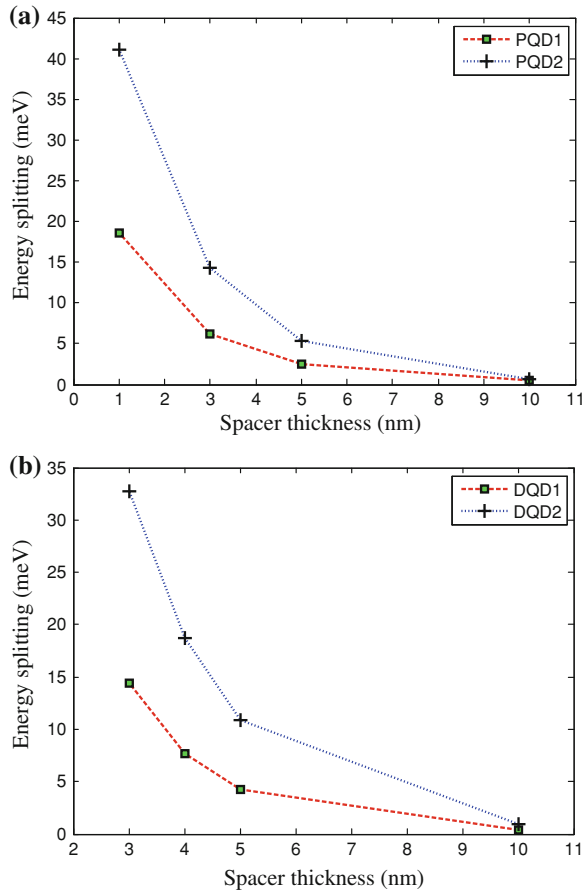 (a)
45
40
35
30
25
20
15
10
5
0
Energy splitting (meV)
PQD1
PQD2
0 1 2 3 4 5 6 7 8 9 10 11
Spacer thickness (nm)
(b)
35
30
25
20
15
10
5
0
Energy splitting (meV)
DQD1
DQD2
2 3 4 5 6 7 8 9 10 11
Spacer thickness (nm)